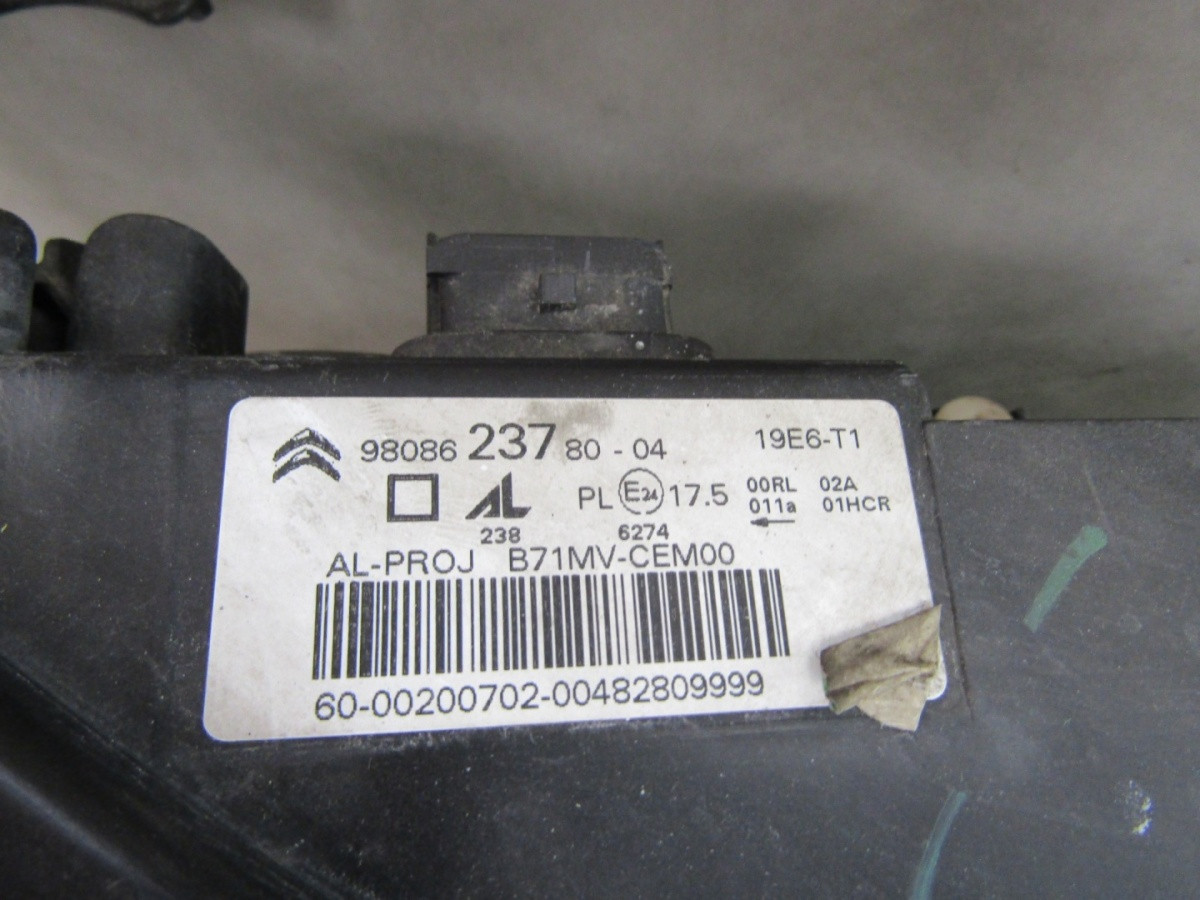 98086 237 80 - 04 19E6-T1
AL PL E24 17.5 00RL 02A
011a 01HCR
238 6274
AL-PROJ B71MV-CEM00
60-00200702-00482809999